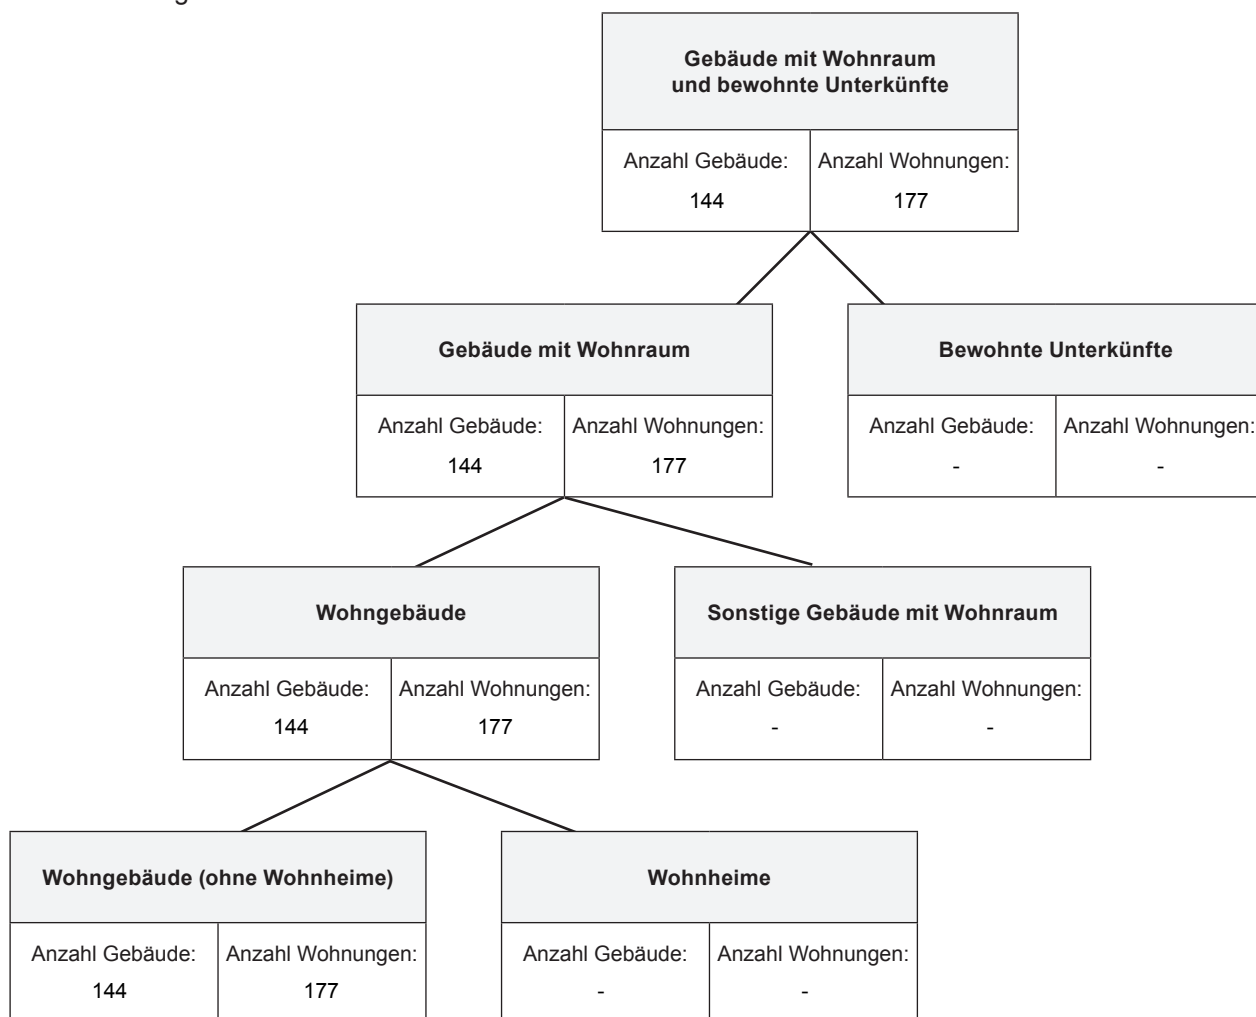 Gebäude mit Wohnraum
und bewohnte Unterkünfte
Anzahl Gebäude: Anzahl Wohnungen:
144 177
Gebäude mit Wohnraum
Bewohnte Unterkünfte
Anzahl Gebäude: Anzahl Wohnungen:
144 177
Anzahl Gebäude: Anzahl Wohnungen:
- -
Wohngebäude
Sonstige Gebäude mit Wohnraum
Anzahl Gebäude: Anzahl Wohnungen:
144 177
Anzahl Gebäude: Anzahl Wohnungen:
- -
Wohngebäude (ohne Wohnheime)
Wohnheime
Anzahl Gebäude: Anzahl Wohnungen:
144 177
Anzahl Gebäude: Anzahl Wohnungen:
- -